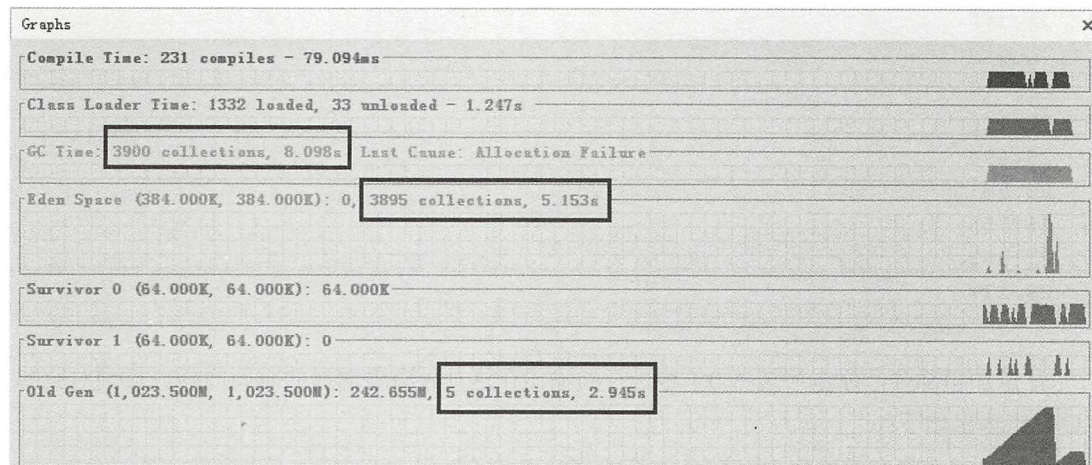 Graphs
Compile Time: 231 compiles - 79.094ms
Class Loader Time: 1332 loaded, 33 unloaded - 1.247s
GC Time: 3900 collections, 8.098s Last Cause: Allocation Failure
Eden Space (384.000K, 384.000K): 0, 3895 collections, 5.153s
Survivor 0 (64.000K, 64.000K): 64.000K
Survivor 1 (64.000K, 64.000K): 0
Old Gen (1,023.500M, 1,023.500M): 242.655M, 5 collections, 2.945s